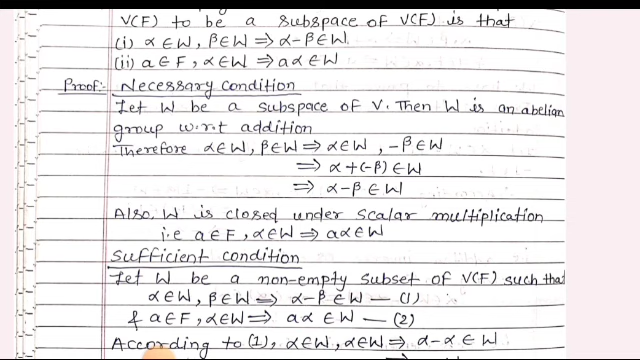 V(F) to be a subspace of V(F) is that
(i) α∈W, β∈W ⇒ α-β∈W
(ii) a∈F, α∈W ⇒ aα∈W
Proof:- Necessary condition
Let W be a subspace of V. Then W is an abelian
group w.r.t addition
Therefore α∈W, β∈W ⇒ α∈W, -β∈W
⇒ α+(-β)∈W
⇒ α-β∈W
Also, W is closed under scalar multiplication
i.e a∈F, α∈W ⇒ aα∈W
Sufficient condition
Let W be a non-empty subset of V(F) such that
α∈W, β∈W ⇒ α-β∈W — (1)
& a∈F, α∈W ⇒ aα∈W — (2)
According to (1), α∈W, α∈W ⇒ α-α∈W